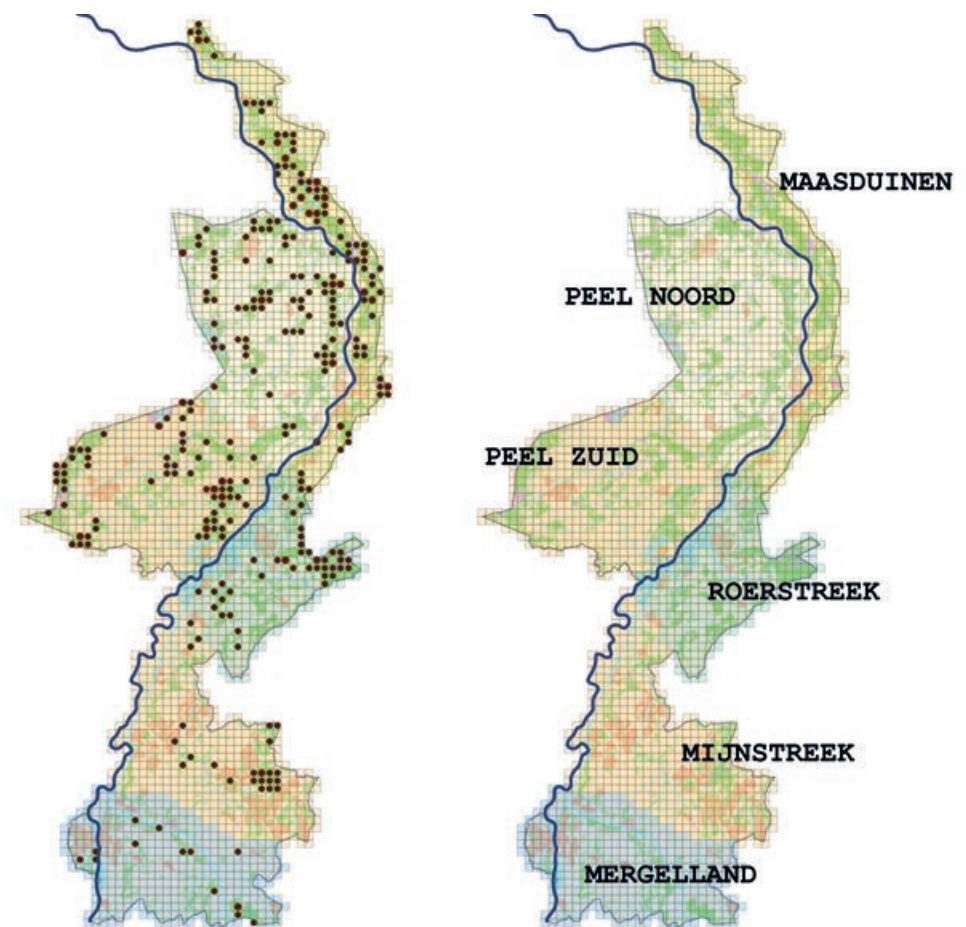 MAASDUINEN
PEEL NOORD
PEEL ZUID
ROERSTREEK
MIJNSTREEK
MERGELLAND